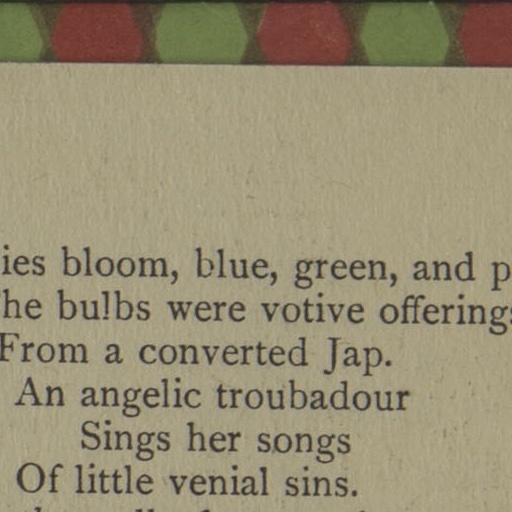 ies bloom, blue, green, and p
he bulbs were votive offerings
From a converted Jap.
An angelic troubadour
Sings her songs
Of little venial sins.